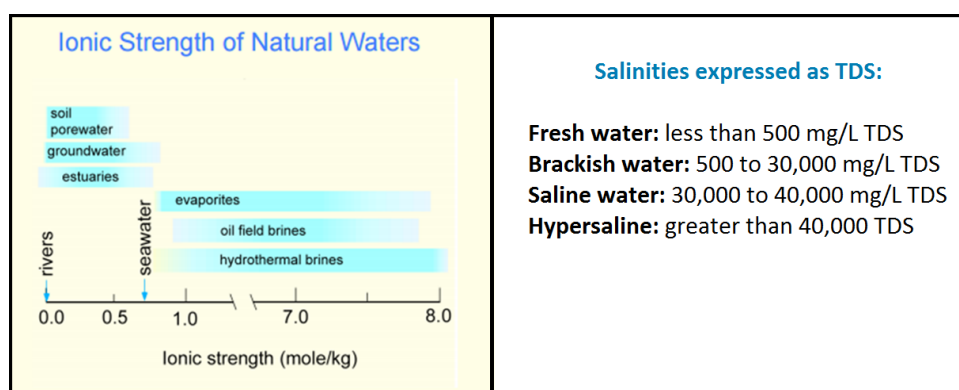 Ionic Strength of Natural Waters
soil
porewater
groundwater
estuaries
evaporites
oil field brines
hydrothermal brines
rivers
seawater
0.0 0.5 1.0 7.0 8.0
Ionic strength (mole/kg)
Salinities expressed as TDS:
Fresh water: less than 500 mg/L TDS
Brackish water: 500 to 30,000 mg/L TDS
Saline water: 30,000 to 40,000 mg/L TDS
Hypersaline: greater than 40,000 TDS